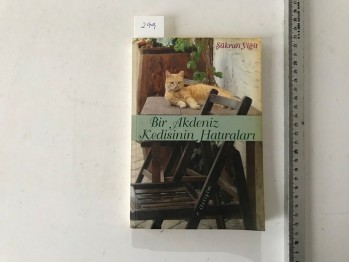 299
Şükran Yiğit
Bir Akdeniz
Kedisinin Hatıraları